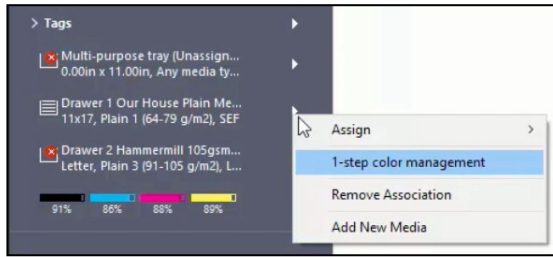 > Tags
Multi-purpose tray (Unassign...
0.00in x 11.00in, Any media ty...
Drawer 1 Our House Plain Me...
11x17, Plain 1 (64-79 g/m2), SEF
Drawer 2 Hammermill 105gsm...
Letter, Plain 3 (91-105 g/m2), L...
91% 86% 88% 89%
Assign >
1-step color management
Remove Association
Add New Media